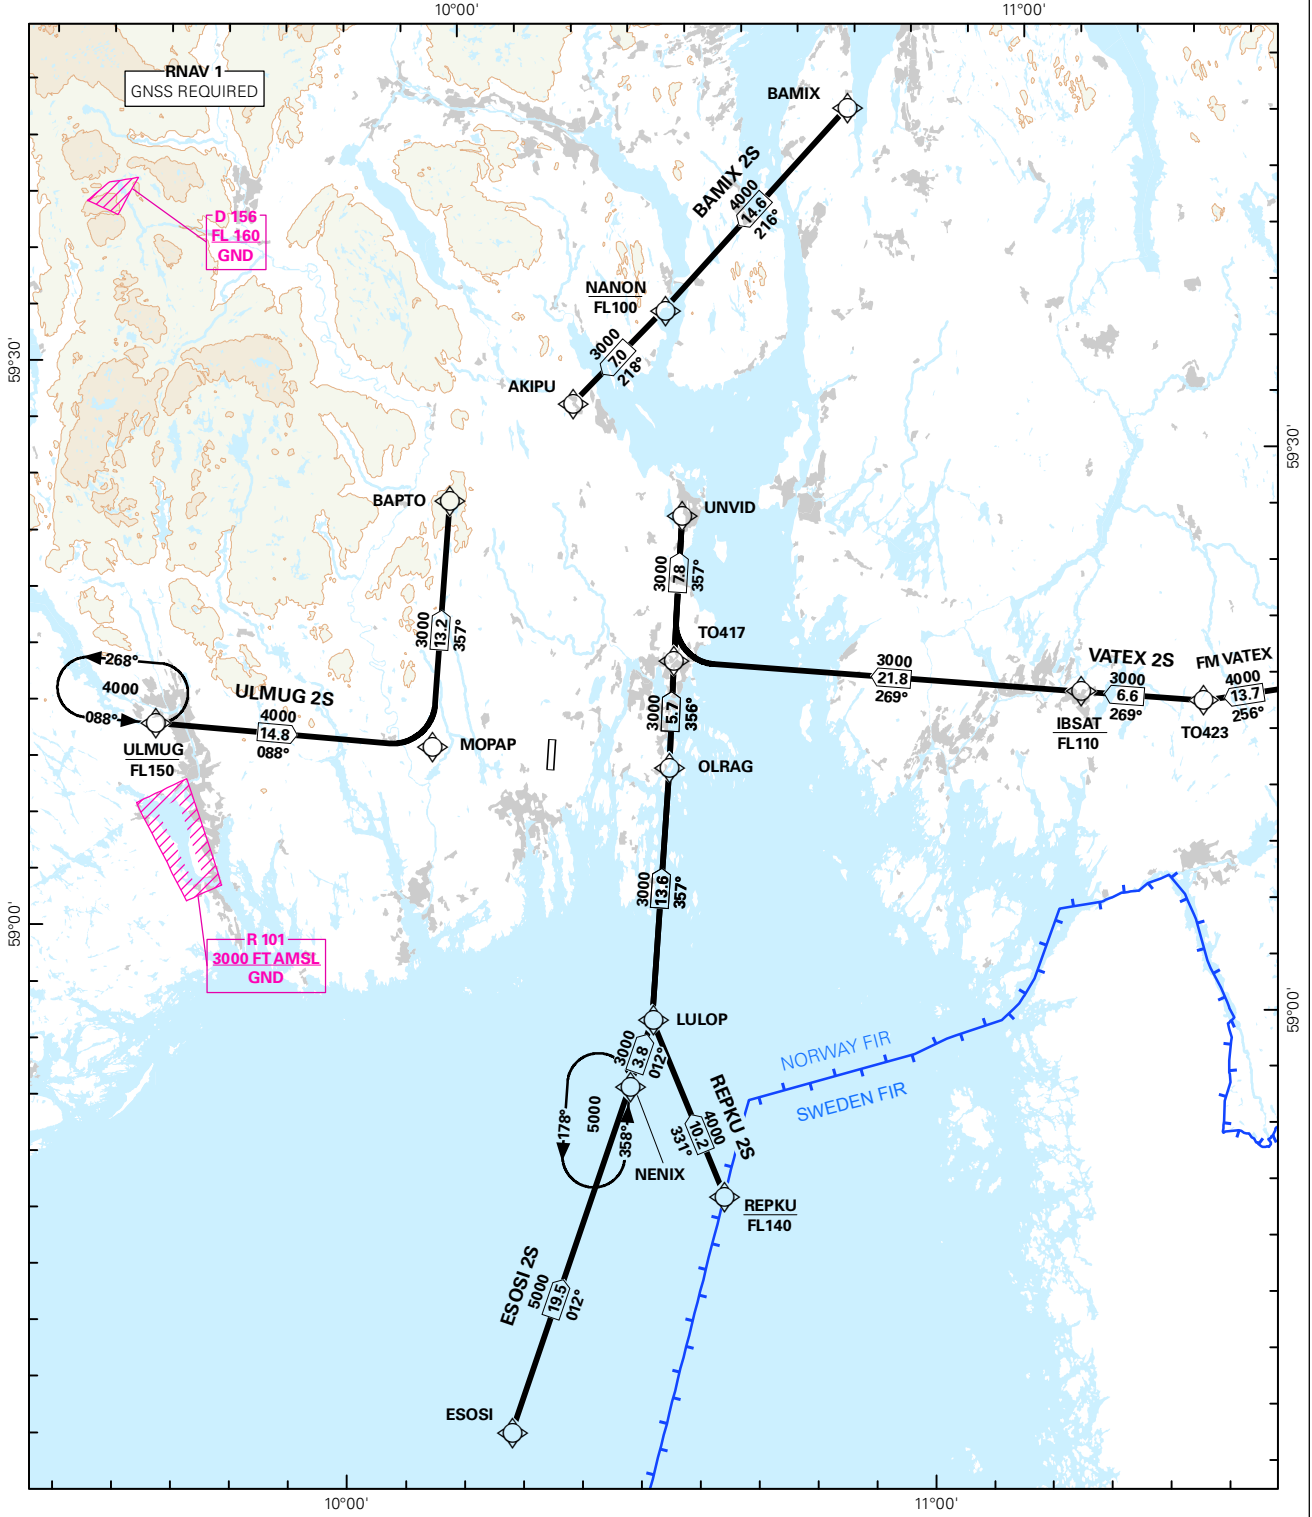 10°00'
11°00'
RNAV 1
GNSS REQUIRED
BAMIX
BAMIX 2S
4000
14.6
216°
D 156
FL 160
GND
NANON
FL100
3000
7.0
218°
AKIPU
59°30'
59°30'
BAPTO
UNVID
3000
7.8
357°
3000
13.2
357°
TO417
268°
4000
088°
ULMUG 2S
4000
14.8
088°
ULMUG
FL150
MOPAP
3000
21.8
269°
VATEX 2S
3000
6.6
269°
FM VATEX
4000
13.7
256°
IBSAT
FL110
TO423
3000
5.7
356°
OLRAG
3000
13.6
357°
59°00'
R 101
3000 FT AMSL
GND
59°00'
LULOP
3000
3.8
012°
NORWAY FIR
SWEDEN FIR
178°
5000
358°
REPKU 2S
4000
10.2
331°
NENIX
REPKU
FL140
ESOSI 2S
5000
19.5
012°
ESOSI
10°00'
11°00'